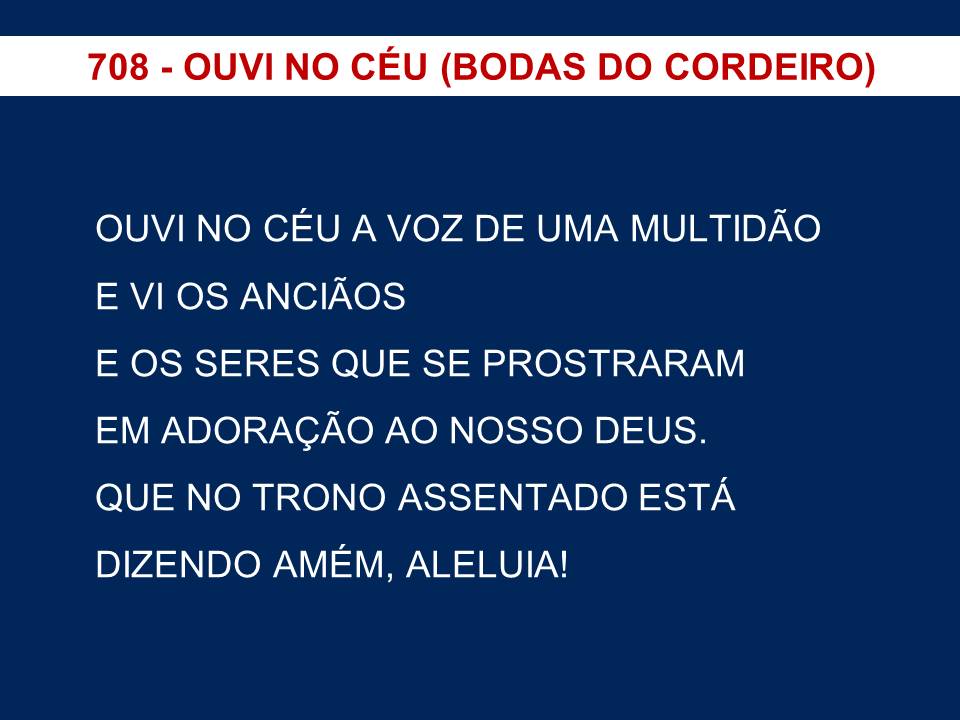 708 - OUVI NO CÉU (BODAS DO CORDEIRO)
OUVI NO CÉU A VOZ DE UMA MULTIDÃO
E VI OS ANCIÃOS
E OS SERES QUE SE PROSTRARAM
EM ADORAÇÃO AO NOSSO DEUS.
QUE NO TRONO ASSENTADO ESTÁ
DIZENDO AMÉM, ALELUIA!